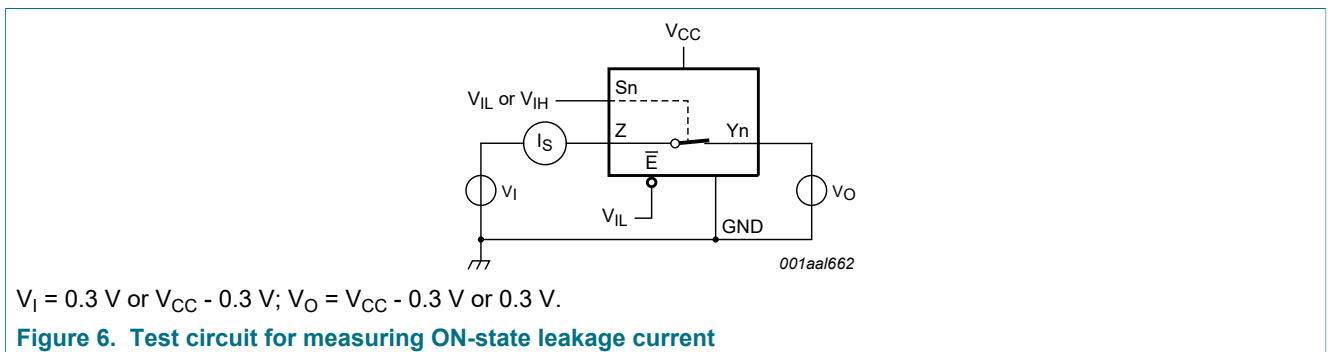 VCC
Sn
VIL or VIH
Z
Yn
IS
E
VI
VO
VIL
GND
001aal662
VI = 0.3 V or VCC - 0.3 V; VO = VCC - 0.3 V or 0.3 V.
Figure 6. Test circuit for measuring ON-state leakage current